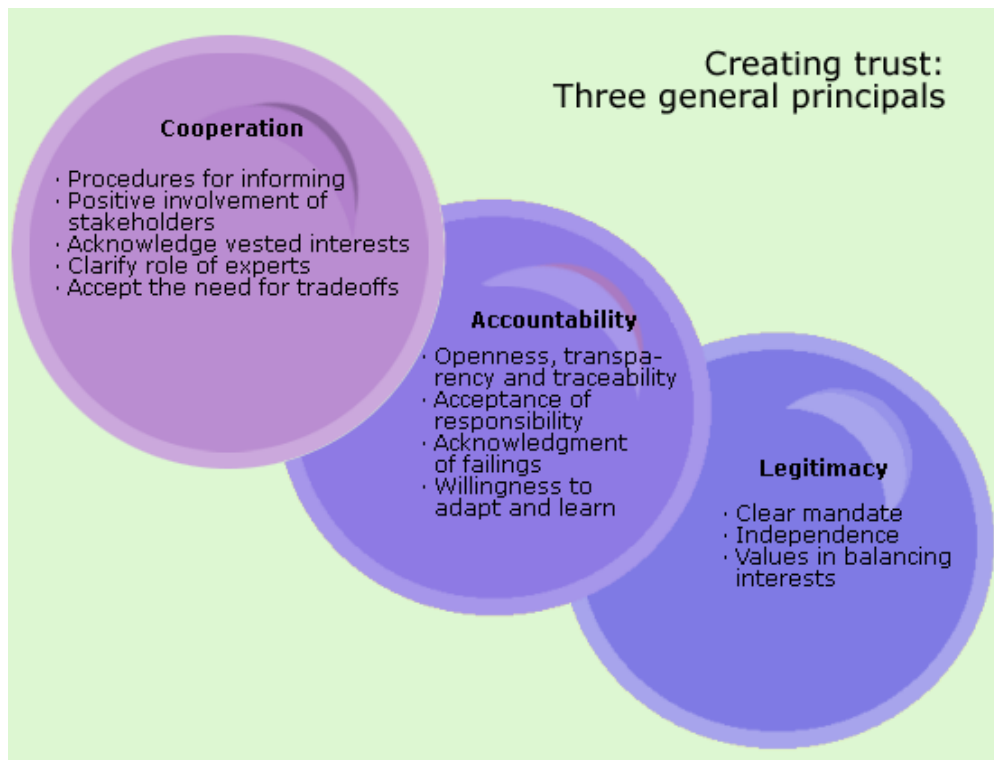 Creating trust:
Three general principals
Cooperation
· Procedures for informing
· Positive involvement of
stakeholders
· Acknowledge vested interests
· Clarify role of experts
· Accept the need for tradeoffs
Accountability
· Openness, transpa-
rency and traceability
· Acceptance of
responsibility
· Acknowledgment
of failings
· Willingness to
adapt and learn
Legitimacy
· Clear mandate
· Independence
· Values in balancing
interests